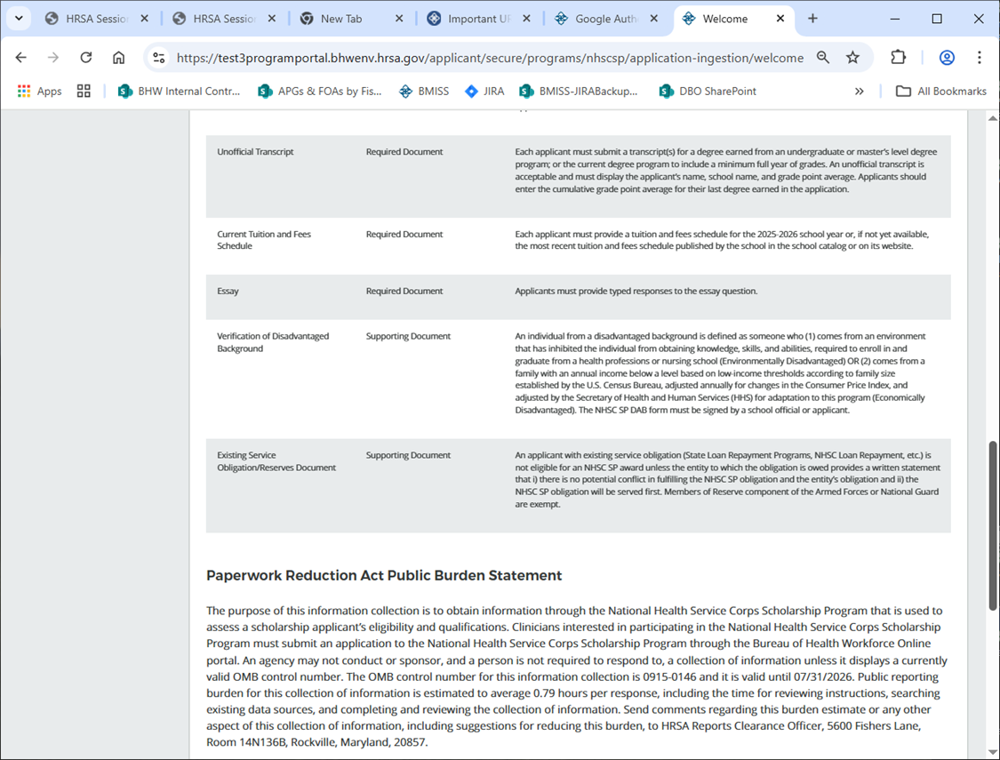 HRSA Session
HRSA Session
New Tab
Important U
Google Auth
Welcome
https://test3programportal.bhwenv.hrsa.gov/applicant/secure/programs/nhscsp/application-ingestion/welcome
Apps
BHW Internal Contr...
APGs & FOAs by Fis...
BMISS
JIRA
BMISS-JIRABackup...
DBO SharePoint
»
All Bookmarks
Unofficial Transcript
Required Document
Each applicant must submit a transcript(s) for a degree earned from an undergraduate or master's level degree
program; or the current degree program to include a minimum full year of grades. An unofficial transcript is
acceptable and must display the applicant's name, school name, and grade point average. Applicants should
enter the cumulative grade point average for their last degree earned in the application.
Current Tuition and Fees
Schedule
Required Document
Each applicant must provide a tuition and fees schedule for the 2025-2026 school year or, if not yet available,
the most recent tuition and fees schedule published by the school in the school catalog or on its website.
Essay
Required Document
Applicants must provide typed responses to the essay question.
Verification of Disadvantaged
Background
Supporting Document
An individual from a disadvantaged background is defined as someone who (1) comes from an environment
that has inhibited the individual from obtaining knowledge, skills, and abilities, required to enroll in and
graduate from a health professions or nursing school (Environmentally Disadvantaged) OR (2) comes from a
family with an annual income below a level based on low-income thresholds according to family size
established by the U.S. Census Bureau, adjusted annually for changes in the Consumer Price Index, and
adjusted by the Secretary of Health and Human Services (HHS) for adaptation to this program (Economically
Disadvantaged). The NHSC SP DAB form must be signed by a school official or applicant.
Existing Service
Obligation/Reserves Document
Supporting Document
An applicant with existing service obligation (State Loan Repayment Programs, NHSC Loan Repayment, etc.) is
not eligible for an NHSC SP award unless the entity to which the obligation is owed provides a written statement
that i) there is no potential conflict in fulfilling the NHSC SP obligation and the entity's obligation and ii) the
NHSC SP obligation will be served first. Members of Reserve component of the Armed Forces or National Guard
are exempt.
Paperwork Reduction Act Public Burden Statement
The purpose of this information collection is to obtain information through the National Health Service Corps Scholarship Program that is used to
assess a scholarship applicant's eligibility and qualifications. Clinicians interested in participating in the National Health Service Corps Scholarship
Program must submit an application to the National Health Service Corps Scholarship Program through the Bureau of Health Workforce Online
portal. An agency may not conduct or sponsor, and a person is not required to respond to, a collection of information unless it displays a currently
valid OMB control number. The OMB control number for this information collection is 0915-0146 and it is valid until 07/31/2026. Public reporting
burden for this collection of information is estimated to average 0.79 hours per response, including the time for reviewing instructions, searching
existing data sources, and completing and reviewing the collection of information. Send comments regarding this burden estimate or any other
aspect of this collection of information, including suggestions for reducing this burden, to HRSA Reports Clearance Officer, 5600 Fishers Lane,
Room 14N136B, Rockville, Maryland, 20857.